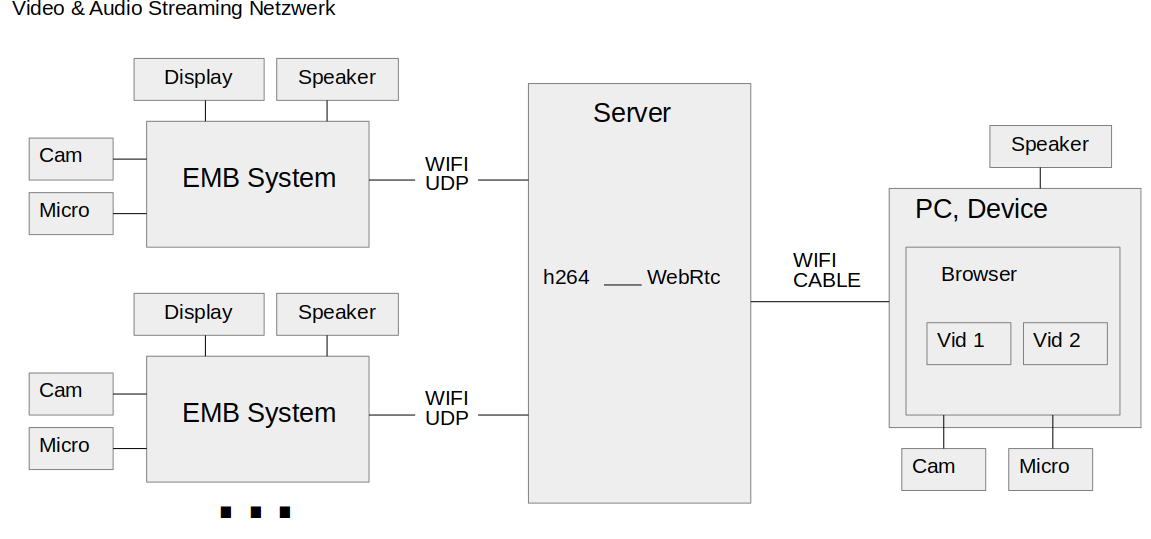 Video & Audio Streaming Netzwerk
Display
Speaker
Cam
Micro
EMB System
WIFI
UDP
Display
Speaker
Cam
Micro
EMB System
WIFI
UDP
...
Server
h264 ___ WebRtc
WIFI
CABLE
Speaker
PC, Device
Browser
Vid 1
Vid 2
Cam
Micro